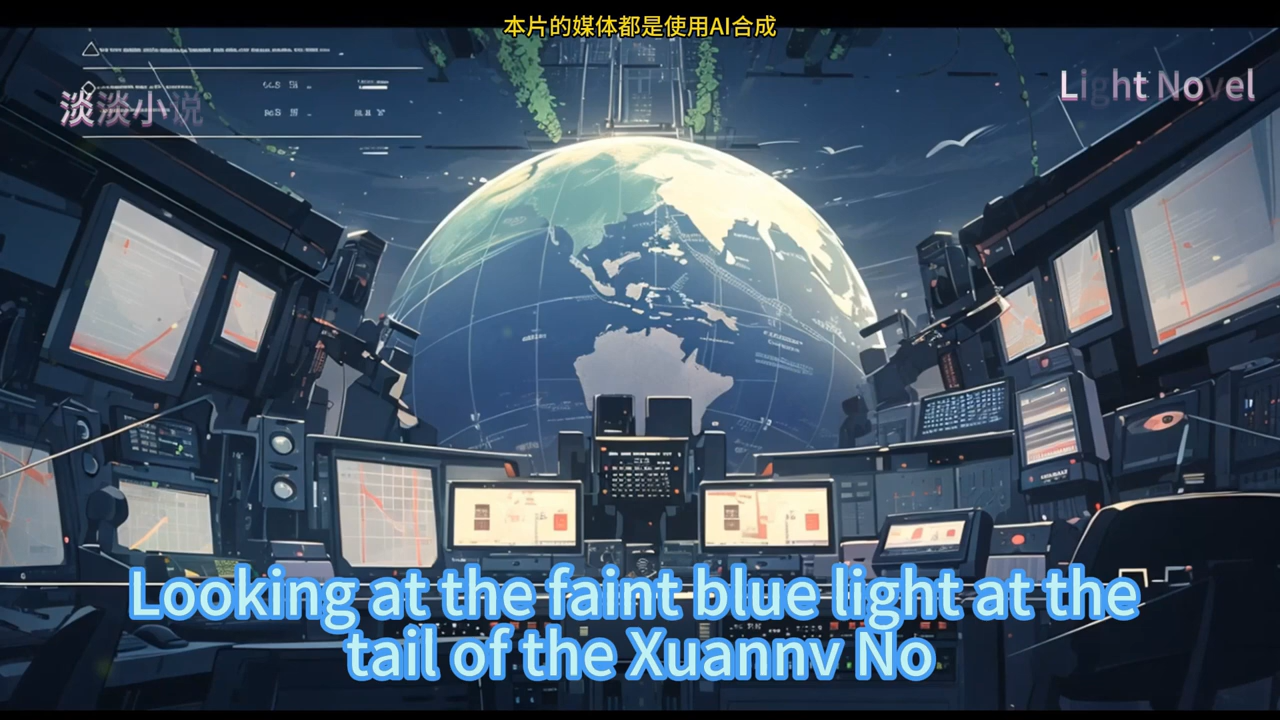 本片的媒体都是使用AI合成
淡淡小说
Light Novel
Looking at the faint blue light at the
tail of the Xuannv No